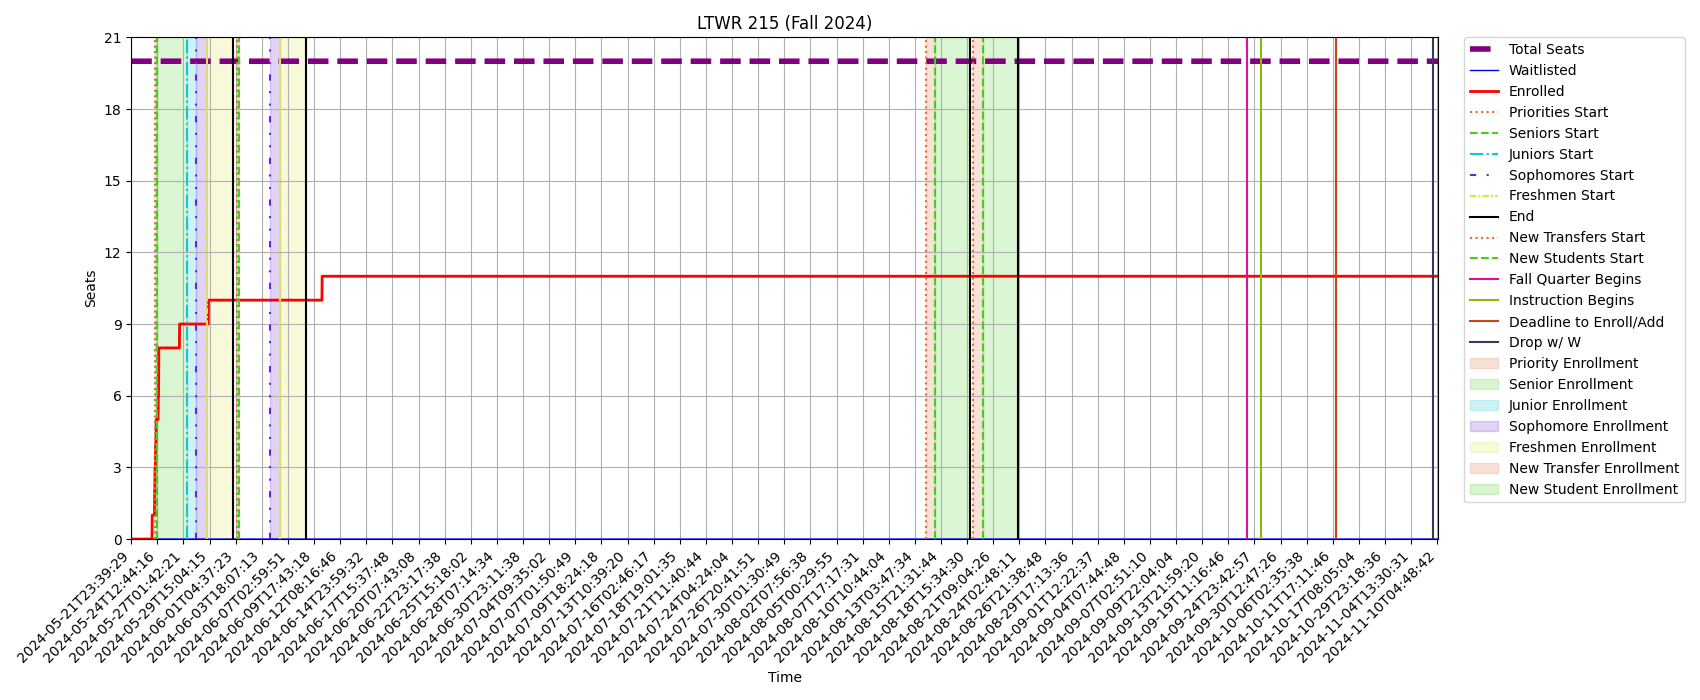 LTWR 215 (Fall 2024)
21
18
15
12
9
6
3
0
Seats
2024-05-21T23:39:29
2024-05-24T12:44:16
2024-05-27T01:42:21
2024-05-29T15:04:15
2024-06-01T04:37:23
2024-06-03T18:07:13
2024-06-07T02:59:51
2024-06-09T17:43:18
2024-06-12T08:16:46
2024-06-14T23:59:32
2024-06-17T15:37:48
2024-06-20T07:43:08
2024-06-22T23:17:38
2024-06-25T15:18:02
2024-06-28T07:14:34
2024-06-30T23:11:38
2024-07-04T09:35:02
2024-07-07T01:50:49
2024-07-09T18:24:18
2024-07-13T10:39:20
2024-07-16T02:46:17
2024-07-18T19:01:35
2024-07-21T11:40:44
2024-07-24T04:24:04
2024-07-26T20:41:51
2024-07-30T01:30:49
2024-08-02T07:56:38
2024-08-05T00:29:55
2024-08-07T17:17:31
2024-08-10T10:44:04
2024-08-13T03:47:34
2024-08-15T21:31:44
2024-08-18T15:34:30
2024-08-21T09:04:26
2024-08-24T02:48:11
2024-08-26T21:38:48
2024-08-29T17:13:36
2024-09-01T12:22:37
2024-09-04T07:44:48
2024-09-07T02:51:10
2024-09-09T22:04:04
2024-09-13T21:59:20
2024-09-19T11:16:46
2024-09-24T23:42:57
2024-09-30T12:47:26
2024-10-06T02:35:38
2024-10-11T17:11:46
2024-10-17T08:05:04
2024-10-29T23:18:36
2024-11-04T13:30:31
2024-11-10T04:48:42
Time
Total Seats
Waitlisted
Enrolled
Priorities Start
Seniors Start
Juniors Start
Sophomores Start
Freshmen Start
End
New Transfers Start
New Students Start
Fall Quarter Begins
Instruction Begins
Deadline to Enroll/Add
Drop w/ W
Priority Enrollment
Senior Enrollment
Junior Enrollment
Sophomore Enrollment
Freshmen Enrollment
New Transfer Enrollment
New Student Enrollment